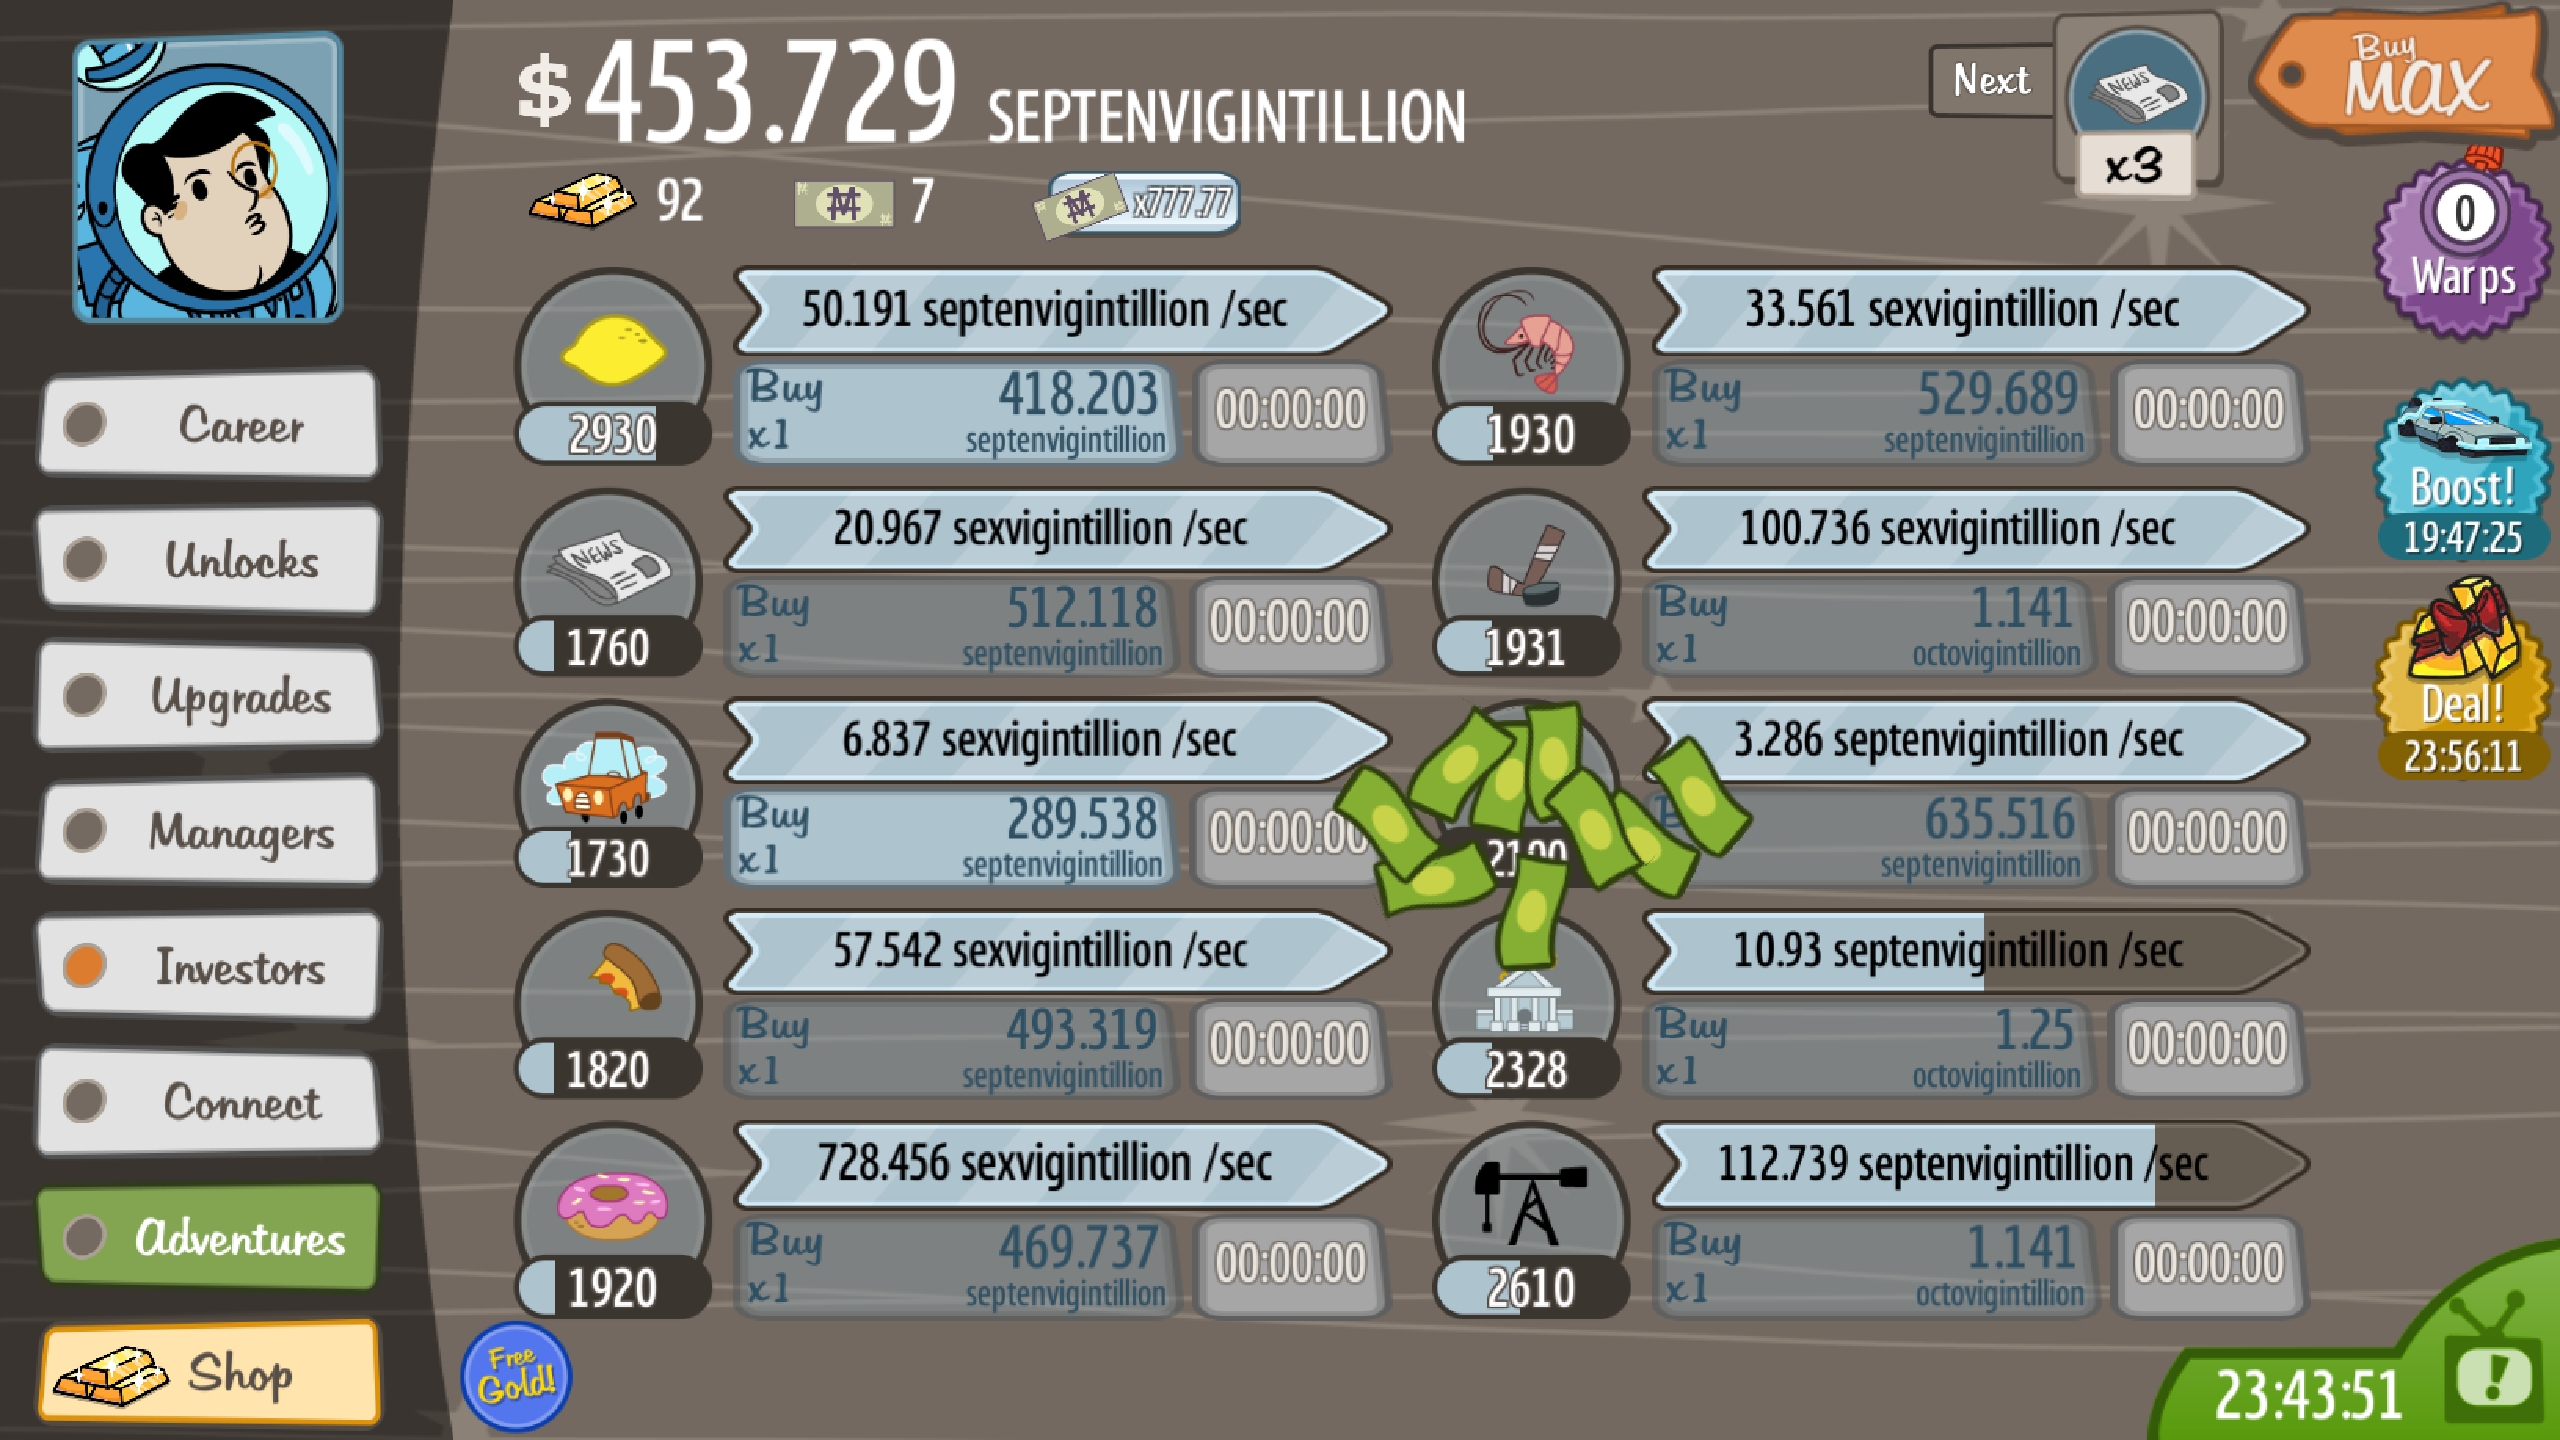 $453.729 SEPTENVIGINTILLION
Next
x3
Buy
MAX
92
7
x777.77
0
Warps
Career
Unlocks
Upgrades
Managers
Investors
Connect
Adventures
Shop
50.191 septenvigintillion /sec
Buy 418.203
x1 septenvigintillion
00:00:00
2930
33.561 sexvigintillion /sec
Buy 529.689
x1 septenvigintillion
00:00:00
1930
NEWS
20.967 sexvigintillion /sec
Buy 512.118
x1 septenvigintillion
00:00:00
1760
100.736 sexvigintillion /sec
Buy 1.141
x1 octovigintillion
00:00:00
1931
6.837 sexvigintillion /sec
Buy 289.538
x1 septenvigintillion
00:00:00
1730
3.286 septenvigintillion /sec
635.516
septenvigintillion
00:00:00
57.542 sexvigintillion /sec
Buy 493.319
x1 septenvigintillion
00:00:00
1820
10.93 septenvigintillion /sec
Buy 1.25
x1 octovigintillion
00:00:00
2328
728.456 sexvigintillion /sec
Buy 469.737
x1 septenvigintillion
00:00:00
1920
112.739 septenvigintillion /sec
Buy 1.141
x1 octovigintillion
00:00:00
2610
Boost!
19:47:25
Deal!
23:56:11
Free
Gold!
23:43:51